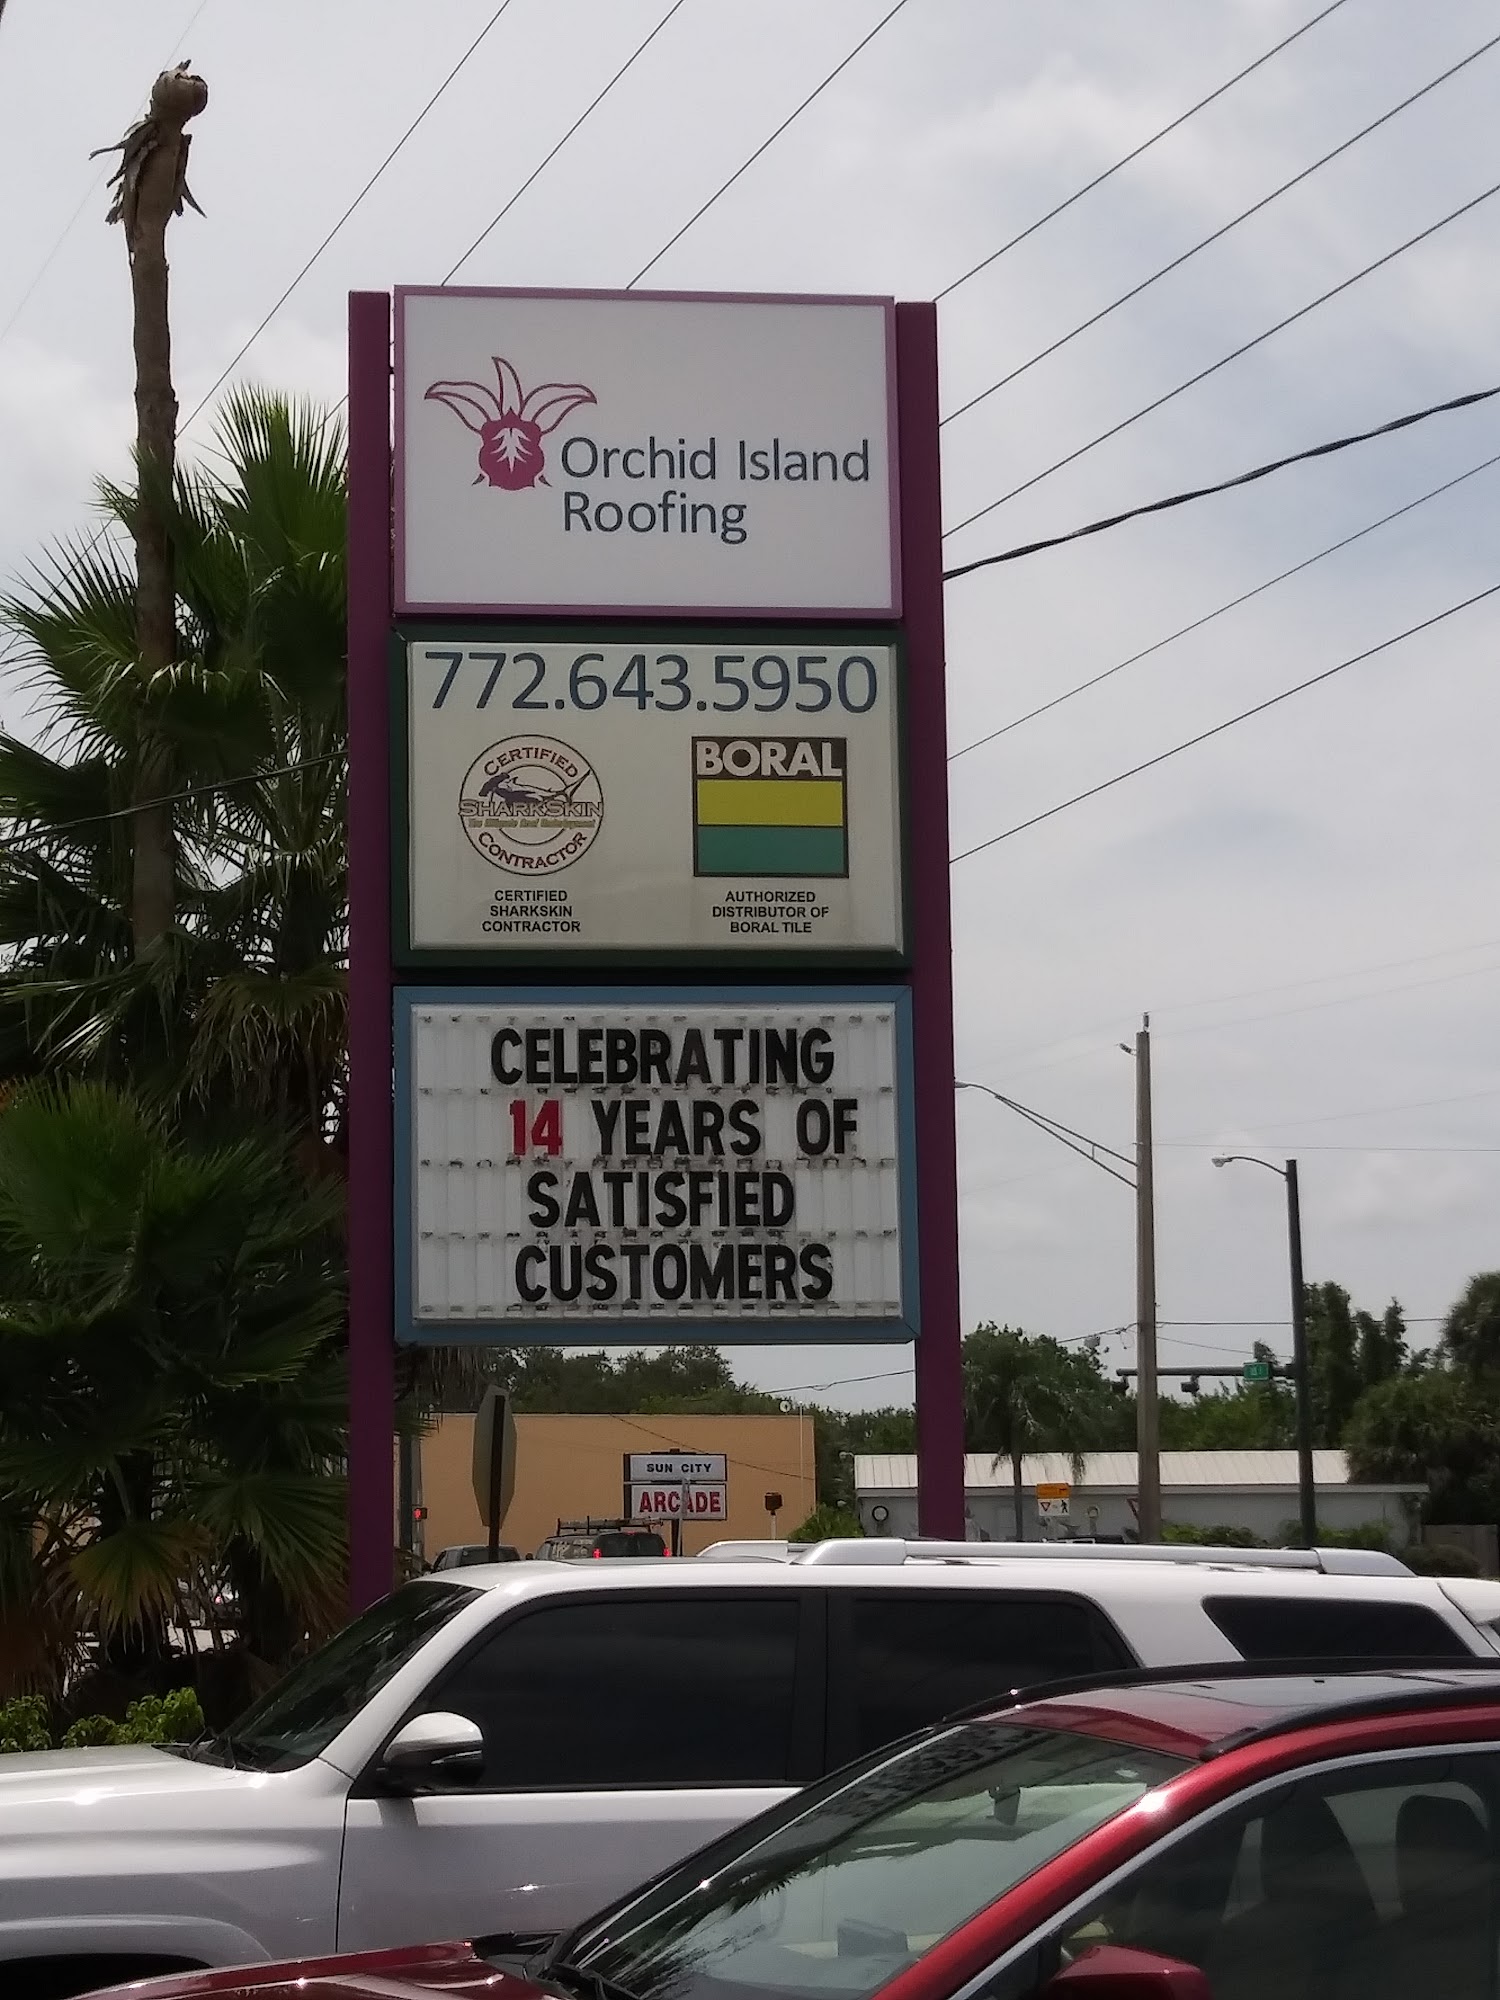 Orchid Island
Roofing
772.643.5950
CERTIFIED
SHARKSKIN
CONTRACTOR
BORAL
CERTIFIED
SHARKSKIN
CONTRACTOR
AUTHORIZED
DISTRIBUTOR OF
BORAL TILE
CELEBRATING
14 YEARS OF
SATISFIED
CUSTOMERS
SUN CITY
ARCADE